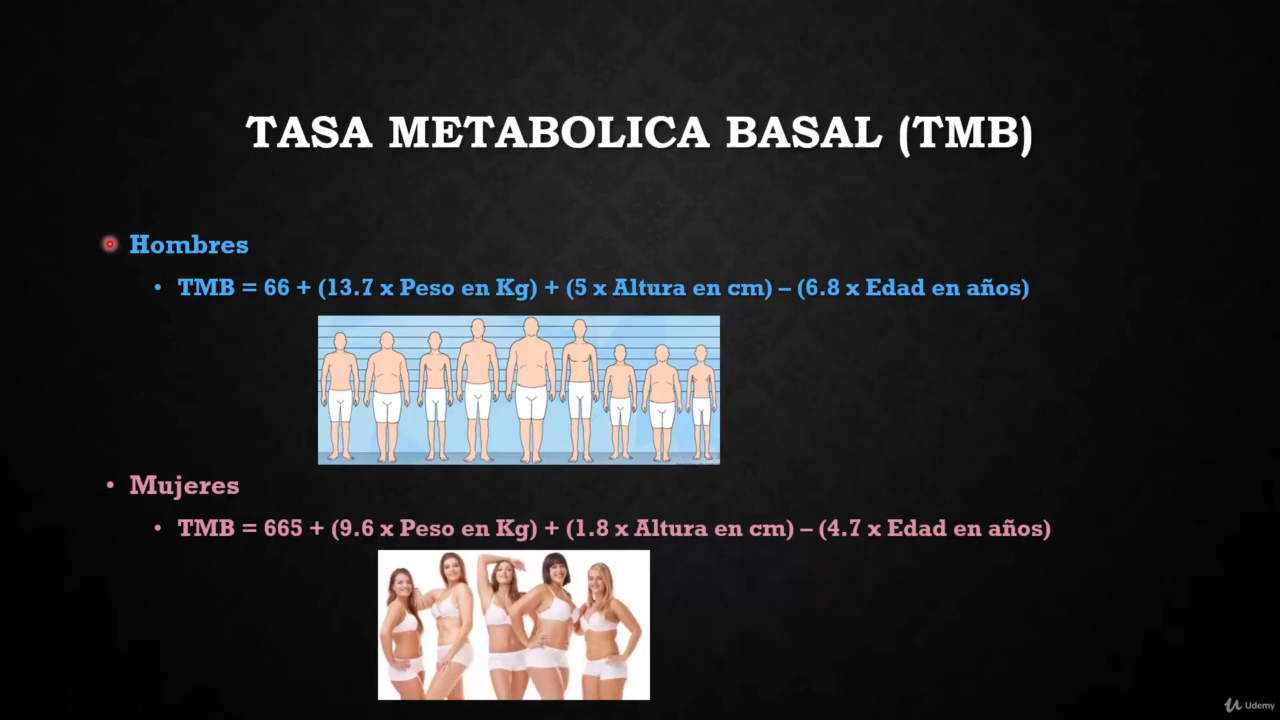 TASA METABOLICA BASAL (TMB)
Hombres
TMB = 66 + (13.7 x Peso en Kg) + (5 x Altura en cm) – (6.8 x Edad en años)
Mujeres
TMB = 665 + (9.6 x Peso en Kg) + (1.8 x Altura en cm) – (4.7 x Edad en años)
Udemy